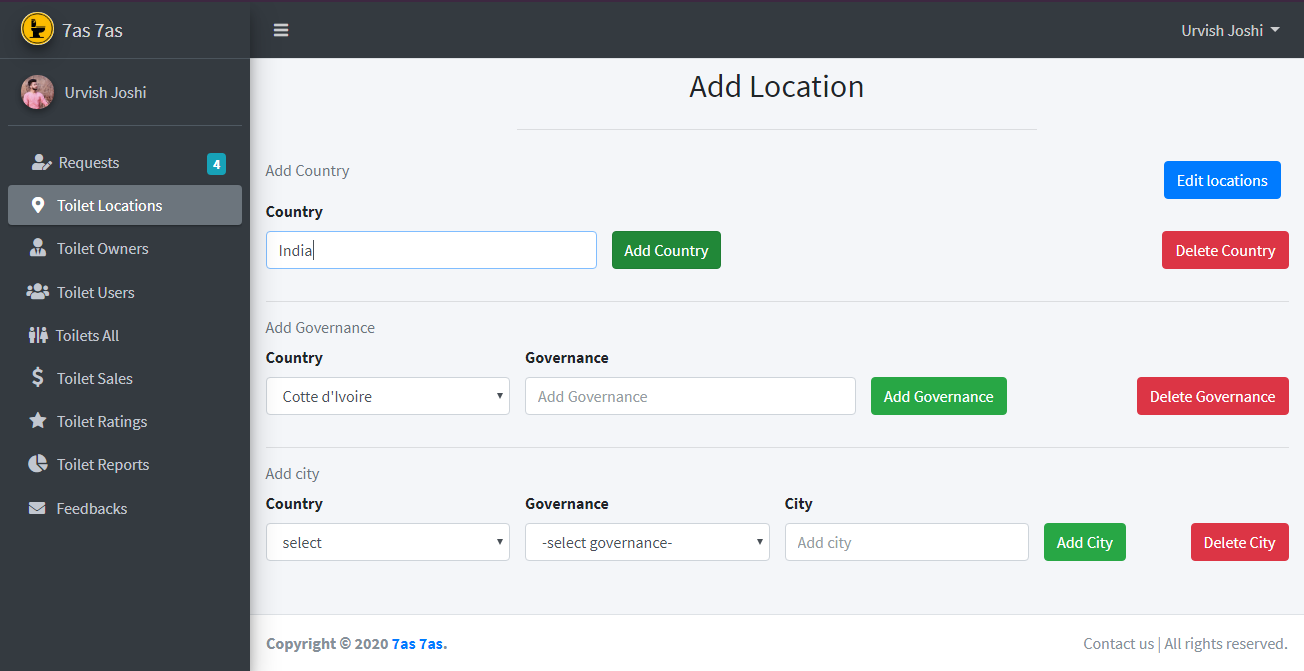 7as 7as
Urvish Joshi
Urvish Joshi
Requests 4
Toilet Locations
Toilet Owners
Toilet Users
Toilets All
Toilet Sales
Toilet Ratings
Toilet Reports
Feedbacks
Add Location
Add Country
Edit locations
Country
India Add Country Delete Country
Add Governance
Country Governance
Cotte d'Ivoire Add Governance Add Governance Delete Governance
Add city
Country Governance City
select -select governance- Add city Add City Delete City
Copyright © 2020 7as 7as. Contact us | All rights reserved.